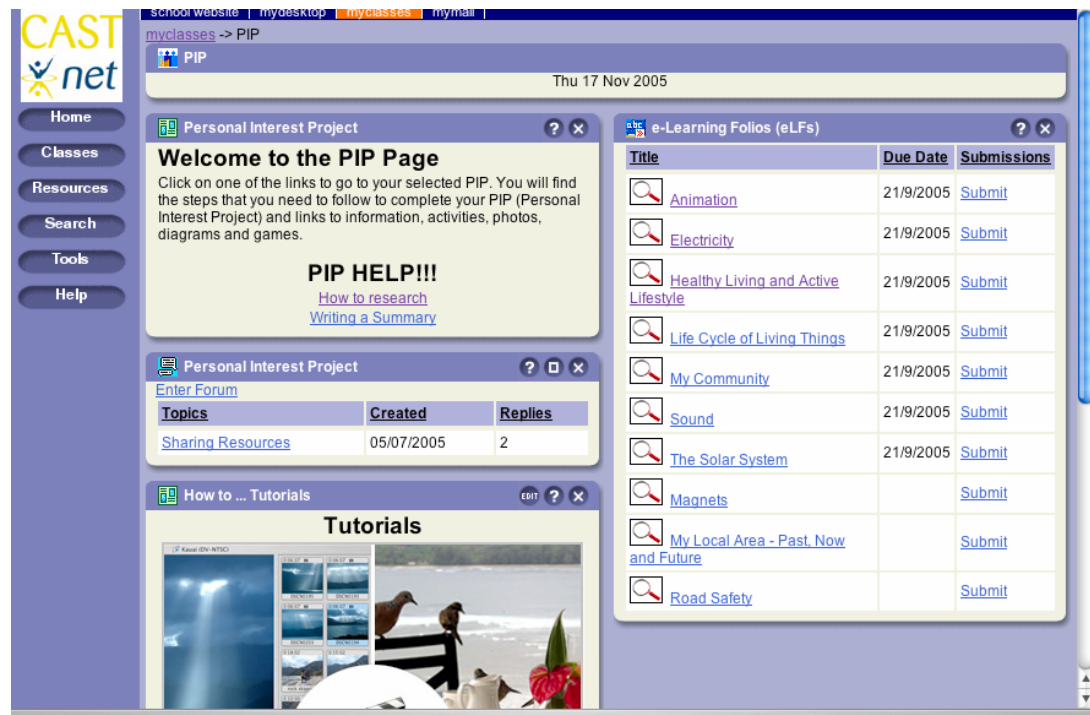 school website | mydesktop | myclasses | mymail |
CAST
net
myclasses -> PIP
PIP
Thu 17 Nov 2005
Home
Classes
Resources
Search
Tools
Help
Personal Interest Project
Welcome to the PIP Page
Click on one of the links to go to your selected PIP. You will find
the steps that you need to follow to complete your PIP (Personal
Interest Project) and links to information, activities, photos,
diagrams and games.
PIP HELP!!!
How to research
Writing a Summary
Personal Interest Project
Enter Forum
Topics Created Replies
Sharing Resources 05/07/2005 2
EDIT
How to ... Tutorials
Tutorials
Kauai (DV-NTSC)
e-Learning Folios (eLFs)
Title Due Date Submissions
Animation 21/9/2005 Submit
Electricity 21/9/2005 Submit
Healthy Living and Active
Lifestyle 21/9/2005 Submit
Life Cycle of Living Things 21/9/2005 Submit
My Community 21/9/2005 Submit
Sound 21/9/2005 Submit
The Solar System 21/9/2005 Submit
Magnets Submit
My Local Area - Past, Now
and Future Submit
Road Safety Submit